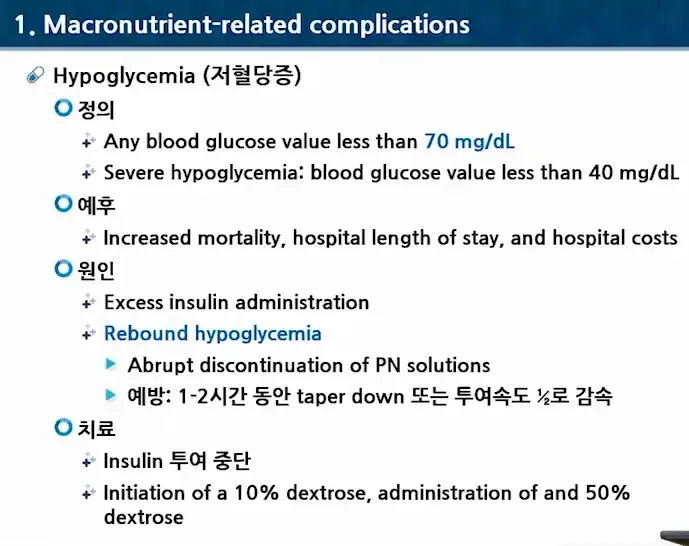 1. Macronutrient-related complications
Hypoglycemia (저혈당증)
정의
Any blood glucose value less than 70 mg/dL
Severe hypoglycemia: blood glucose value less than 40 mg/dL
예후
Increased mortality, hospital length of stay, and hospital costs
원인
Excess insulin administration
Rebound hypoglycemia
Abrupt discontinuation of PN solutions
예방: 1-2시간 동안 taper down 또는 투여속도 ½로 감속
치료
Insulin 투여 중단
Initiation of a 10% dextrose, administration of and 50%
dextrose